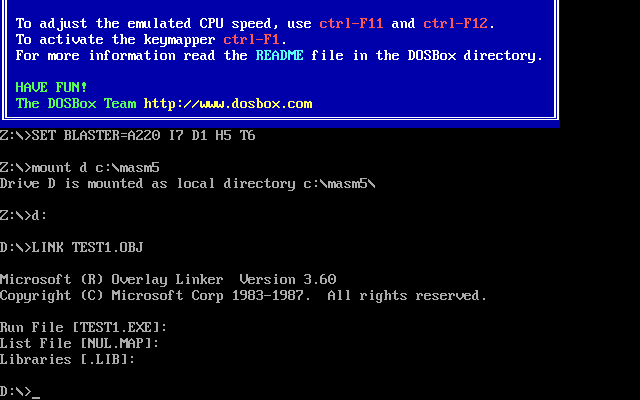 To adjust the emulated CPU speed, use ctrl-F11 and ctrl-F12.
To activate the keymapper ctrl-F1.
For more information read the README file in the DOSBox directory.
HAVE FUN!
The DOSBox Team http://www.dosbox.com
Z:\>SET BLASTER=A220 I7 D1 H5 T6
Z:\>mount d c:\masm5
Drive D is mounted as local directory c:\masm5\
Z:\>d:
D:\>LINK TEST1.OBJ
Microsoft (R) Overlay Linker  Version 3.60
Copyright (C) Microsoft Corp 1983-1987.  All rights reserved.
Run File [TEST1.EXE]:
List File [NUL.MAP]:
Libraries [.LIB]:
D:\>_